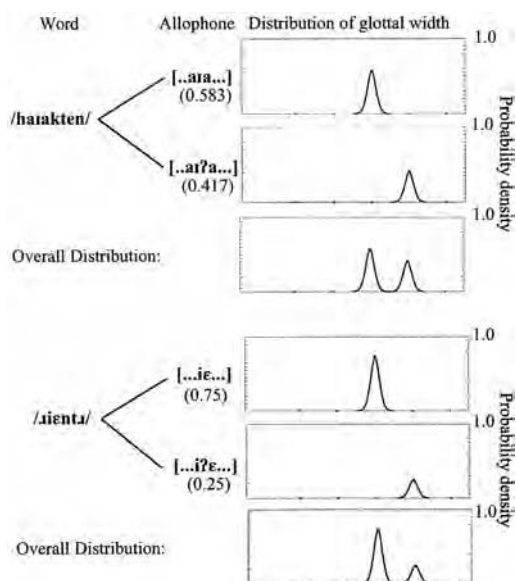 Word Allophone Distribution of glottal width
1.0
[..aɪa...]
(0.583)
/haɪakten/
1.0
[..aɪʔa...]
(0.417)
Probability density
1.0
Overall Distribution:
1.0
[...iɛ...]
(0.75)
/ɹiɛntɹ/
1.0
[...iʔɛ...]
(0.25)
Probability density
1.0
Overall Distribution: